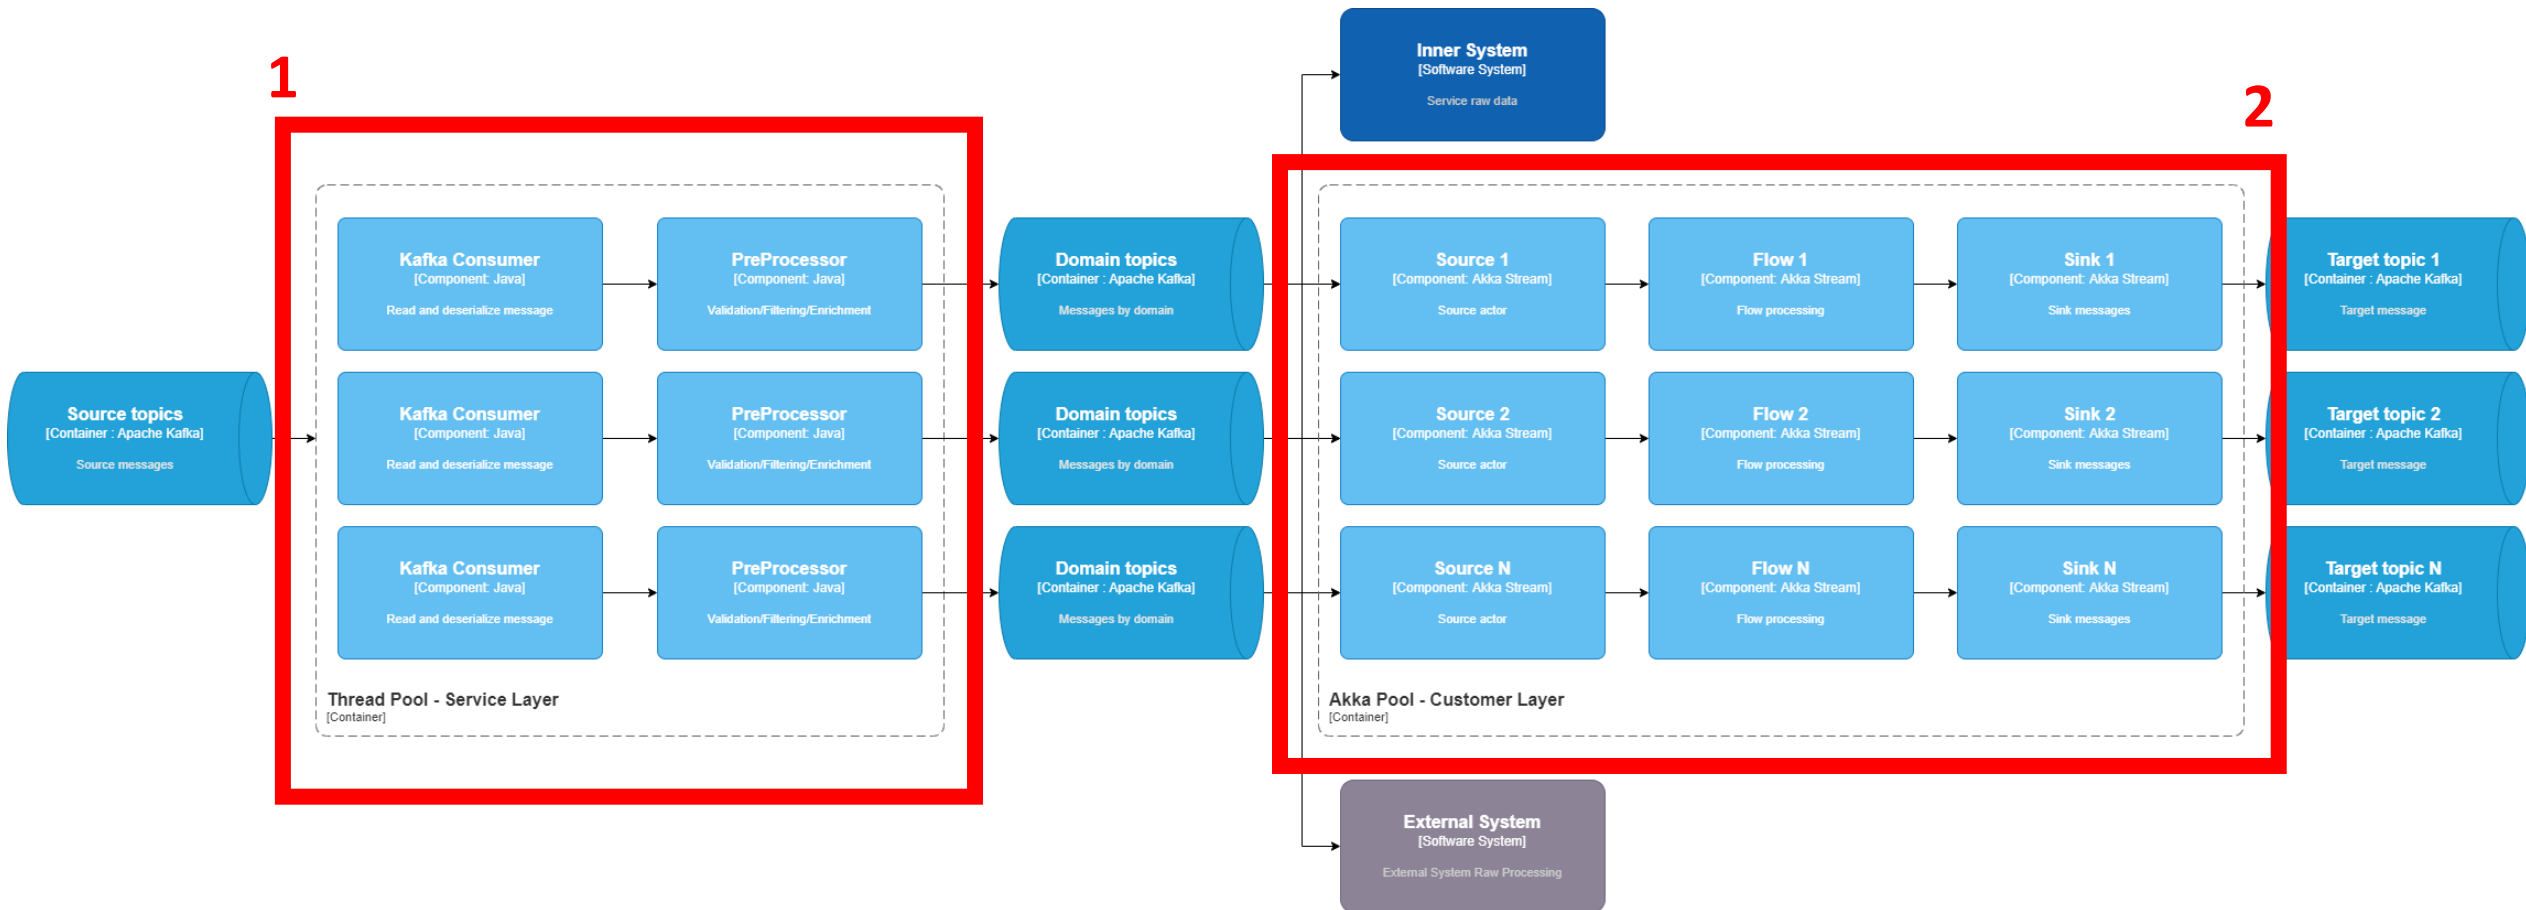 Inner System
[Software System]
Service raw data
1
2
Kafka Consumer
[Component: Java]
Read and deserialize message
PreProcessor
[Component: Java]
Validation/Filtering/Enrichment
Domain topics
[Container : Apache Kafka]
Messages by domain
Source 1
[Component: Akka Stream]
Source actor
Flow 1
[Component: Akka Stream]
Flow processing
Sink 1
[Component: Akka Stream]
Sink messages
Target topic 1
[Container : Apache Kafka]
Target message
Source topics
[Container : Apache Kafka]
Source messages
Kafka Consumer
[Component: Java]
Read and deserialize message
PreProcessor
[Component: Java]
Validation/Filtering/Enrichment
Domain topics
[Container : Apache Kafka]
Messages by domain
Source 2
[Component: Akka Stream]
Source actor
Flow 2
[Component: Akka Stream]
Flow processing
Sink 2
[Component: Akka Stream]
Sink messages
Target topic 2
[Container : Apache Kafka]
Target message
Kafka Consumer
[Component: Java]
Read and deserialize message
PreProcessor
[Component: Java]
Validation/Filtering/Enrichment
Domain topics
[Container : Apache Kafka]
Messages by domain
Source N
[Component: Akka Stream]
Source actor
Flow N
[Component: Akka Stream]
Flow processing
Sink N
[Component: Akka Stream]
Sink messages
Target topic N
[Container : Apache Kafka]
Target message
Thread Pool - Service Layer
[Container]
Akka Pool - Customer Layer
[Container]
External System
[Software System]
External System Raw Processing